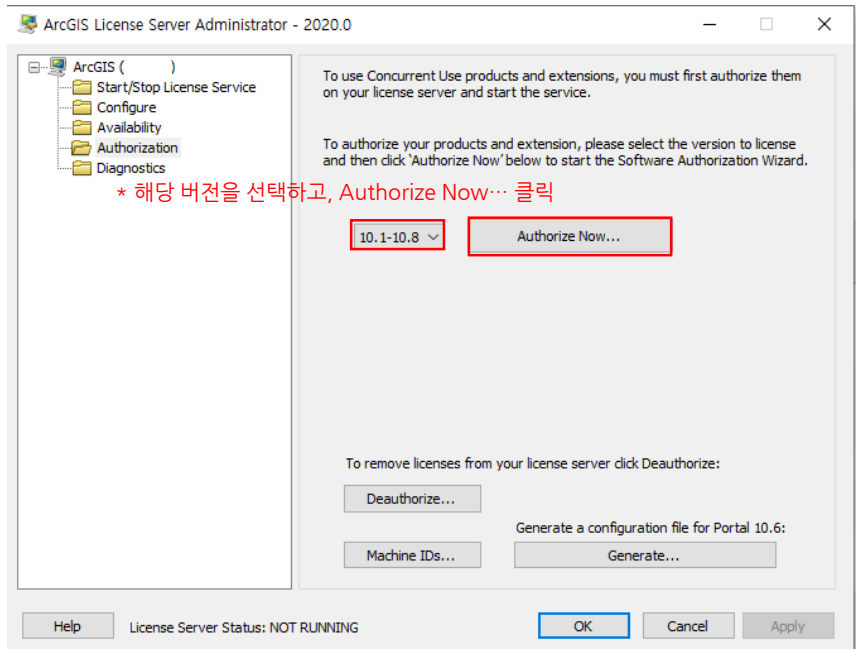 ArcGIS License Server Administrator - 2020.0
ArcGIS (        )
Start/Stop License Service
Configure
Availability
Authorization
Diagnostics
To use Concurrent Use products and extensions, you must first authorize them
on your license server and start the service.
To authorize your products and extension, please select the version to license
and then click 'Authorize Now' below to start the Software Authorization Wizard.
* 해당 버전을 선택하고, Authorize Now… 클릭
10.1-10.8
Authorize Now...
To remove licenses from your license server click Deauthorize:
Deauthorize...
Generate a configuration file for Portal 10.6:
Machine IDs...
Generate...
Help
License Server Status: NOT RUNNING
OK
Cancel
Apply